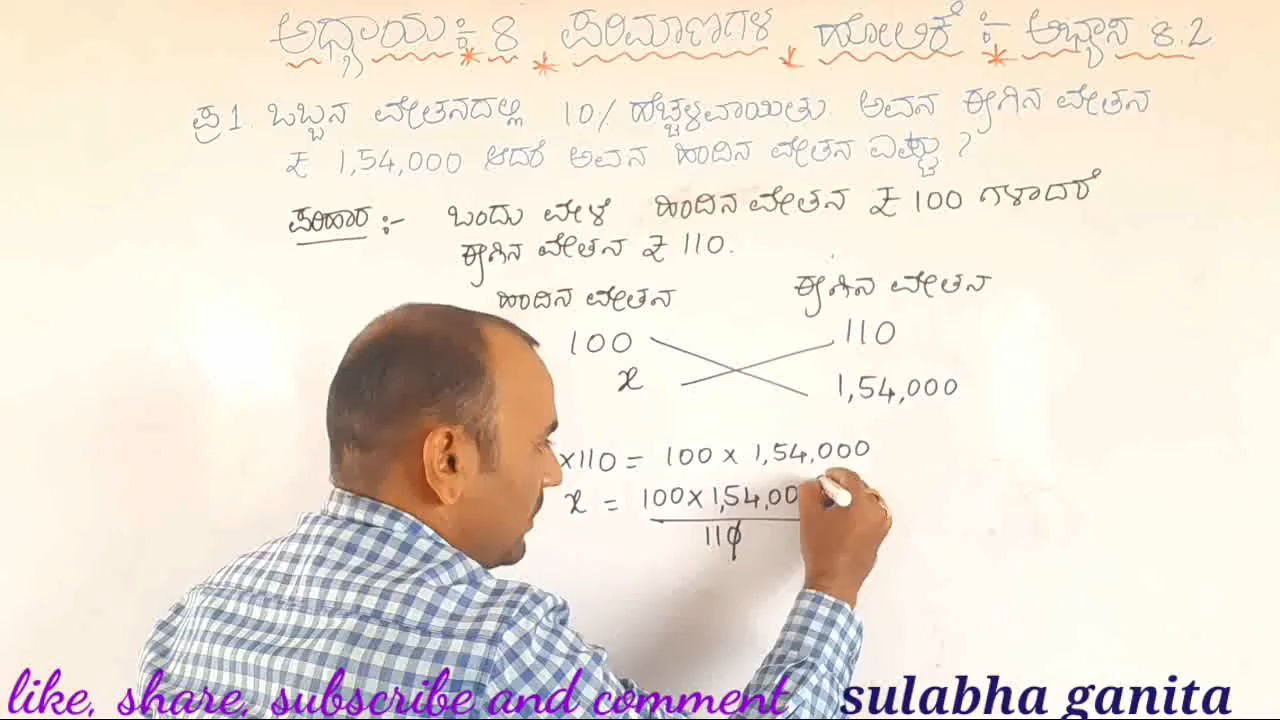 ಅಧ್ಯಾಯಃ 8 ಪರಿಮಾಣಗಳ ಹೋಲಿಕೆ :- ಅಭ್ಯಾಸ 8.2
ಪ್ರ1. ಒಬ್ಬನ ವೇತನದಲ್ಲಿ 10% ಹೆಚ್ಚಳವಾಯಿತು. ಅವನ ಈಗಿನ ವೇತನ
₹ 1,54,000 ಆದರೆ ಅವನ ಹಿಂದಿನ ವೇತನ ಎಷ್ಟು ?
ಪರಿಹಾರ :- ಒಂದು ವೇಳೆ ಹಿಂದಿನ ವೇತನ ₹ 100 ಗಳಾದರೆ
ಈಗಿನ ವೇತನ ₹ 110.
ಹಿಂದಿನ ವೇತನ ಈಗಿನ ವೇತನ
100 110
x 1,54,000
×110 = 100 × 1,54,000
x = 100 × 1,54,00
110
like, share, subscribe and comment sulabha ganita